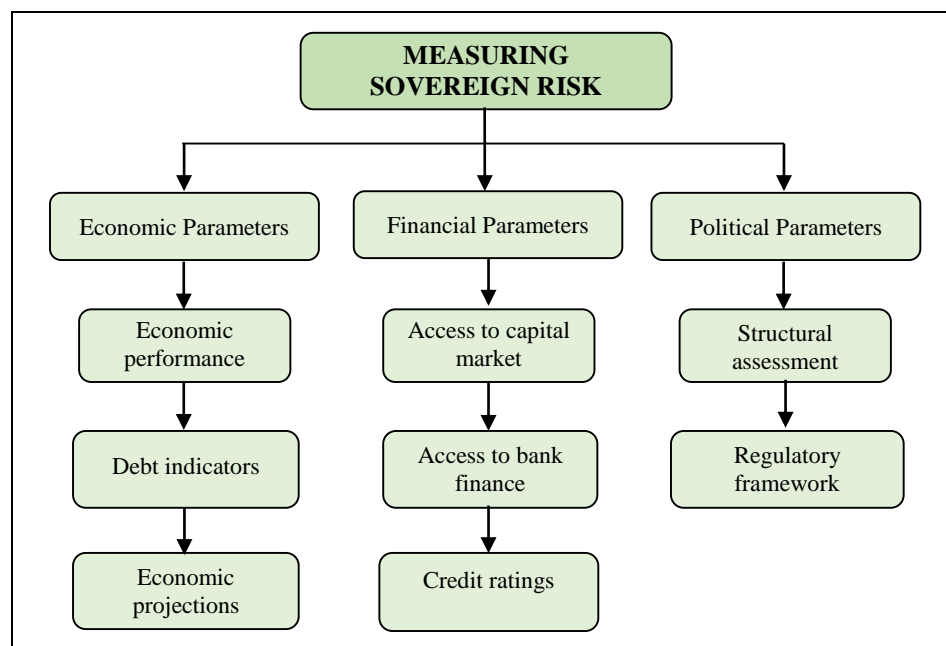 MEASURING
SOVEREIGN RISK
Economic Parameters
Financial Parameters
Political Parameters
Economic
performance
Access to capital
market
Structural
assessment
Debt indicators
Access to bank
finance
Regulatory
framework
Economic
projections
Credit ratings